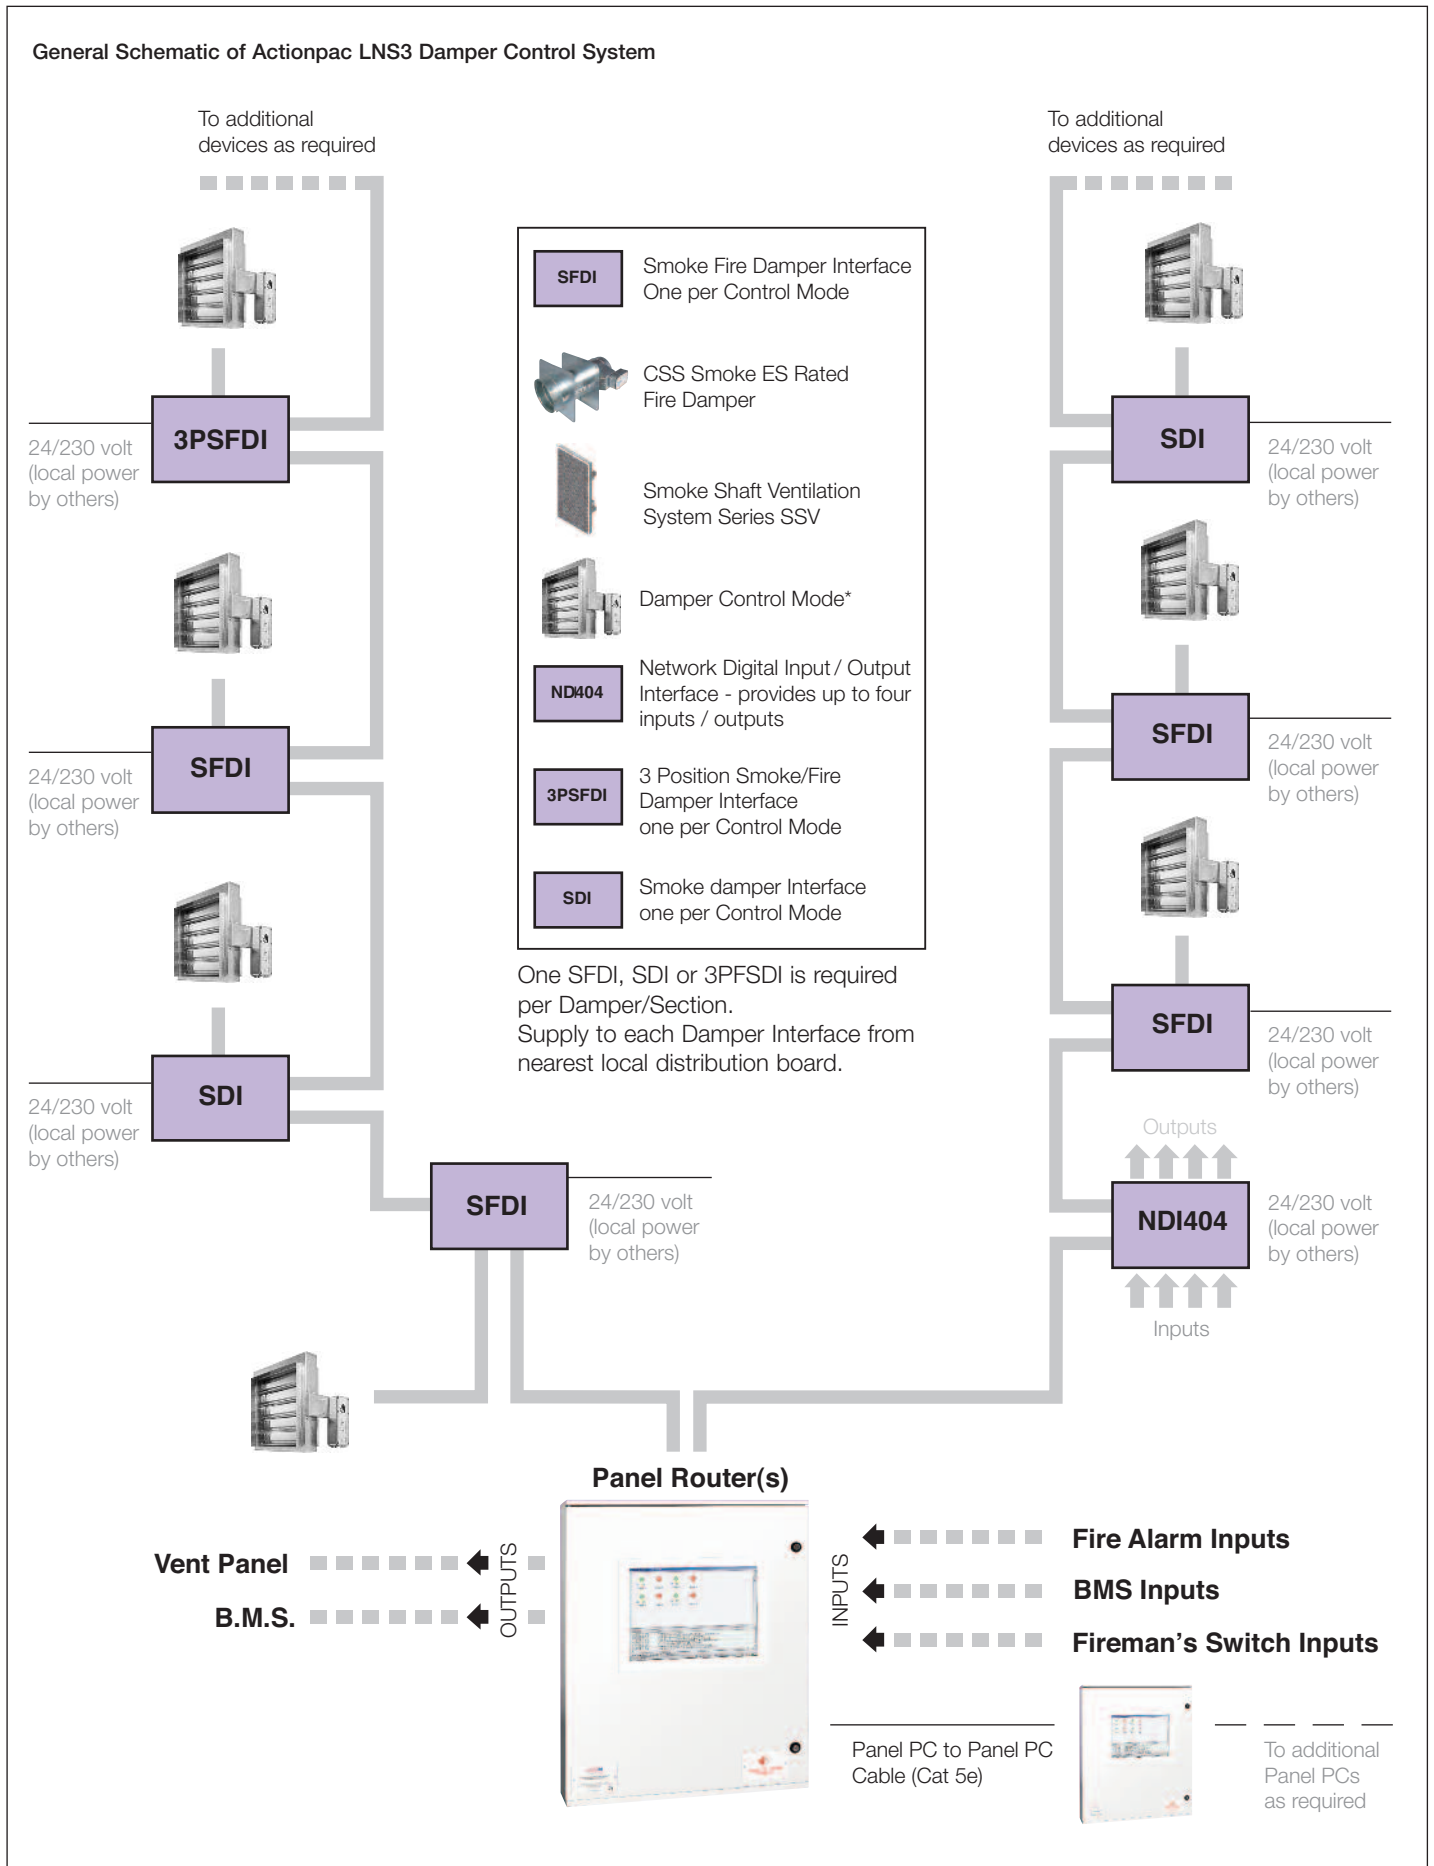 General Schematic of Actionpac LNS3 Damper Control System
To additional
devices as required
To additional
devices as required
SFDI
Smoke Fire Damper Interface
One per Control Mode
CSS Smoke ES Rated
Fire Damper
Smoke Shaft Ventilation
System Series SSV
Damper Control Mode*
NDI404
Network Digital Input / Output
Interface - provides up to four
inputs / outputs
3PSFDI
3 Position Smoke/Fire
Damper Interface
one per Control Mode
SDI
Smoke damper Interface
one per Control Mode
One SFDI, SDI or 3PFSDI is required
per Damper/Section.
Supply to each Damper Interface from
nearest local distribution board.
3PSFDI
24/230 volt
(local power
by others)
SFDI
24/230 volt
(local power
by others)
SDI
24/230 volt
(local power
by others)
SFDI
24/230 volt
(local power
by others)
SDI
24/230 volt
(local power
by others)
SFDI
24/230 volt
(local power
by others)
SFDI
24/230 volt
(local power
by others)
Outputs
NDI404
24/230 volt
(local power
by others)
Inputs
Panel Router(s)
Vent Panel
B.M.S.
OUTPUTS
INPUTS
Fire Alarm Inputs
BMS Inputs
Fireman's Switch Inputs
Panel PC to Panel PC
Cable (Cat 5e)
To additional
Panel PCs
as required